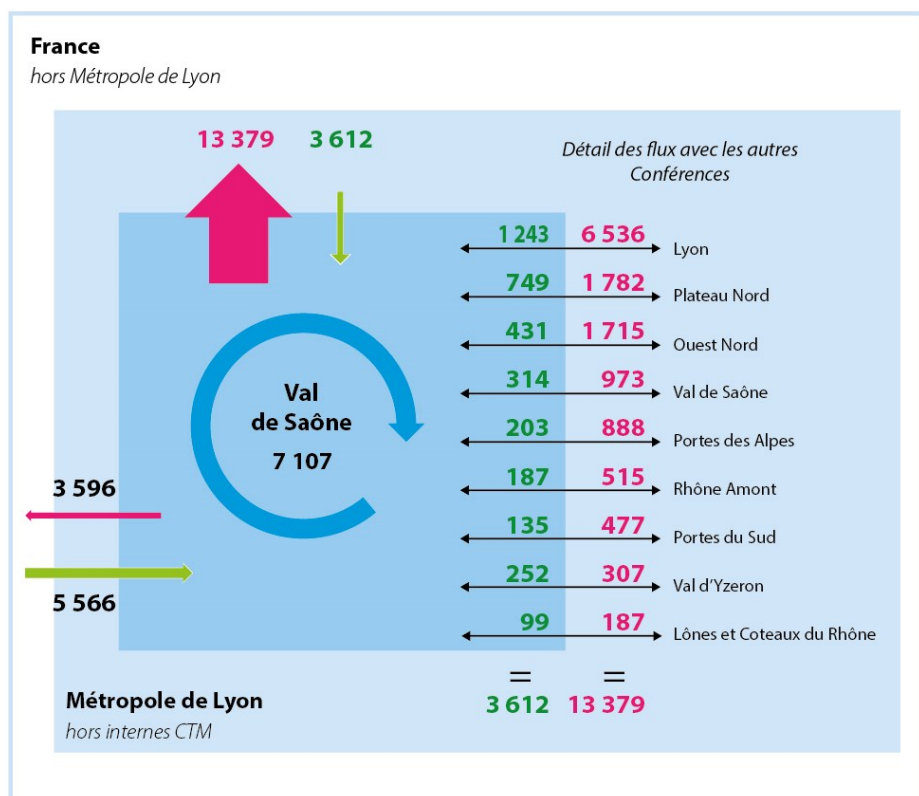 France
hors Métropole de Lyon
13 379 3 612
Détail des flux avec les autres
Conférences
1 243 6 536 Lyon
749 1 782 Plateau Nord
431 1 715 Ouest Nord
314 973 Val de Saône
203 888 Portes des Alpes
187 515 Rhône Amont
135 477 Portes du Sud
252 307 Val d'Yzeron
99 187 Lônes et Coteaux du Rhône
= =
3 612 13 379
Val
de Saône
7 107
3 596
5 566
Métropole de Lyon
hors internes CTM